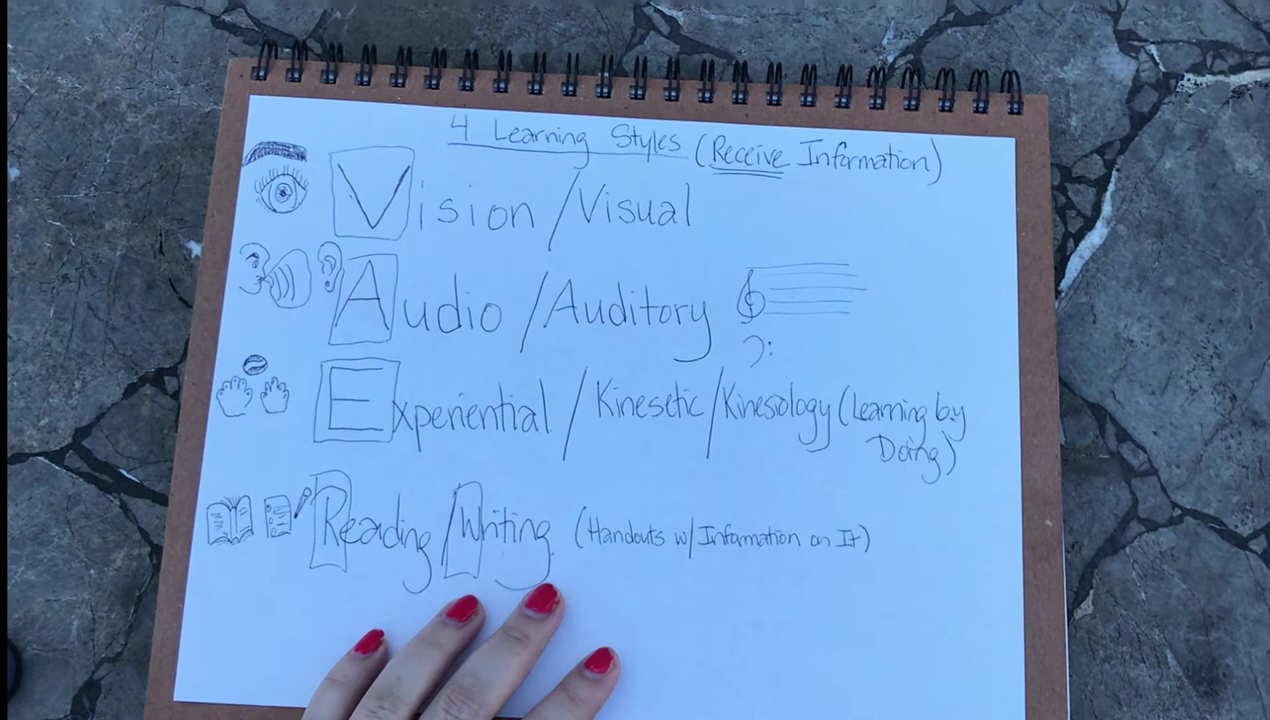 4 Learning Styles (Receive Information)
Vision / Visual
Audio / Auditory
Experiential / Kinesetic / Kinesiology (Learning by
Doing)
Reading / Writing (Handouts w/ Information on It)